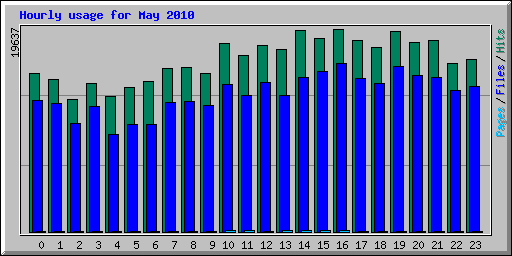 Hourly usage for May 2010
19637
Pages / Files / Hits
0 1 2 3 4 5 6 7 8 9 10 11 12 13 14 15 16 17 18 19 20 21 22 23